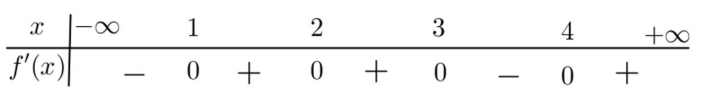 x −∞ 1 2 3 4 +∞
f′(x) − 0 + 0 + 0 − 0 +